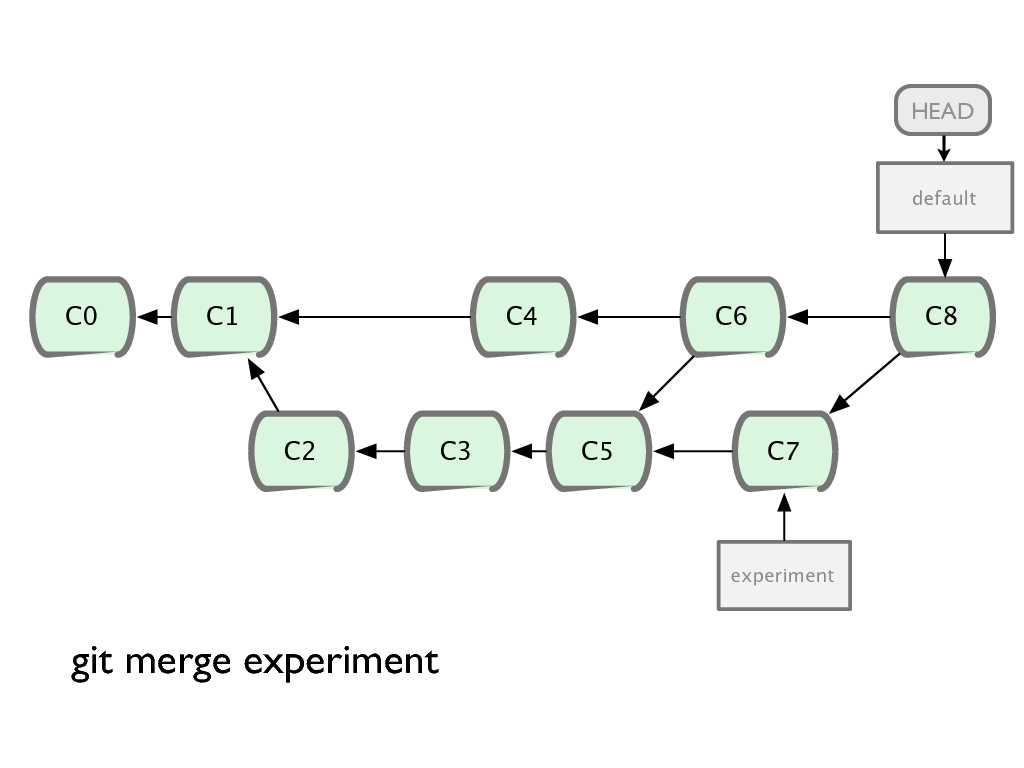 HEAD
default
C0
C1
C4
C6
C8
C2
C3
C5
C7
experiment
git merge experiment